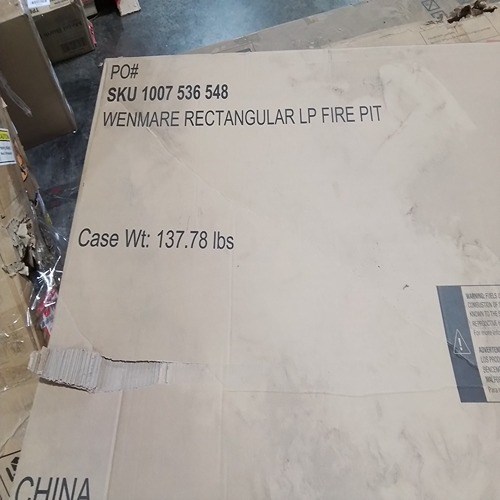 PO#
SKU 1007 536 548
WENMARE RECTANGULAR LP FIRE PIT
Case Wt: 137.78 lbs
CHINA